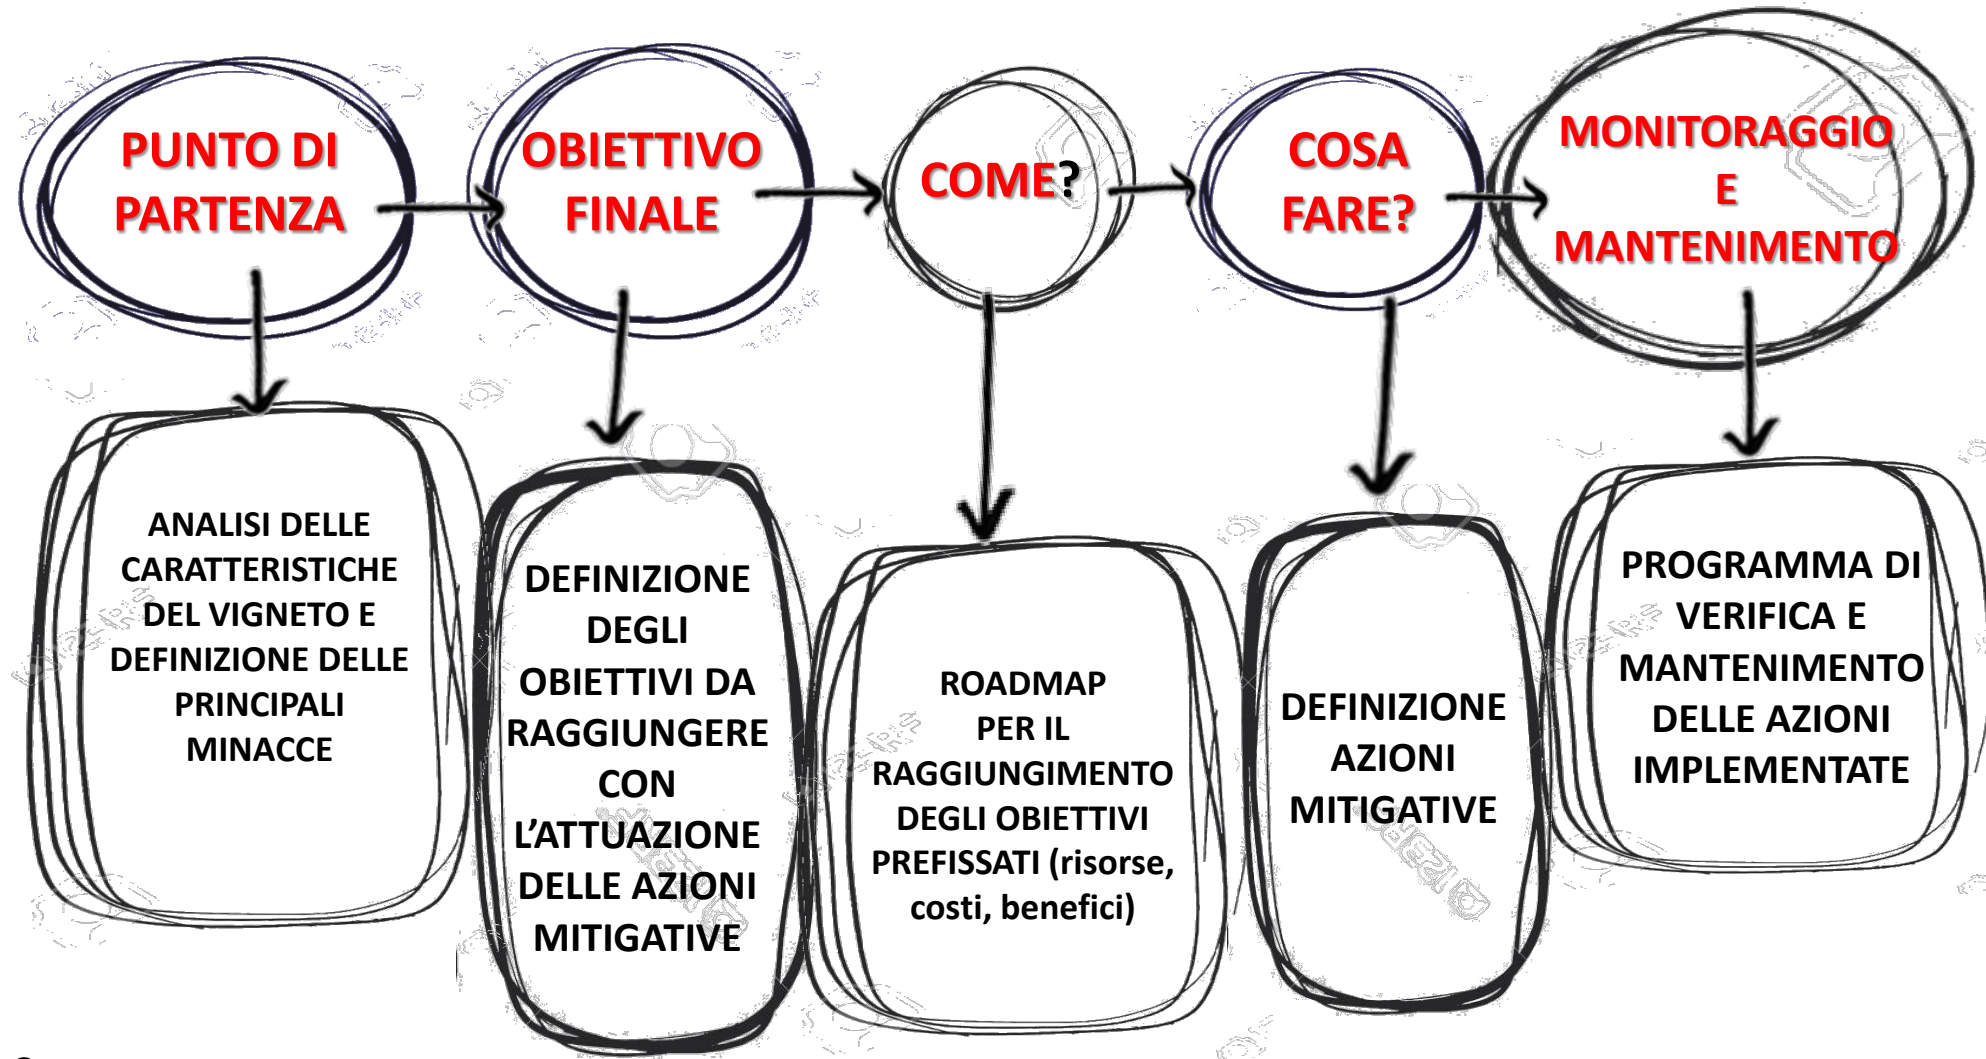 PUNTO DI
PARTENZA
OBIETTIVO
FINALE
COME?
COSA
FARE?
MONITORAGGIO
E
MANTENIMENTO
ANALISI DELLE
CARATTERISTICHE
DEL VIGNETO E
DEFINIZIONE DELLE
PRINCIPALI
MINACCE
DEFINIZIONE
DEGLI
OBIETTIVI DA
RAGGIUNGERE
CON
L’ATTUAZIONE
DELLE AZIONI
MITIGATIVE
ROADMAP
PER IL
RAGGIUNGIMENTO
DEGLI OBIETTIVI
PREFISSATI (risorse,
costi, benefici)
DEFINIZIONE
AZIONI
MITIGATIVE
PROGRAMMA DI
VERIFICA E
MANTENIMENTO
DELLE AZIONI
IMPLEMENTATE